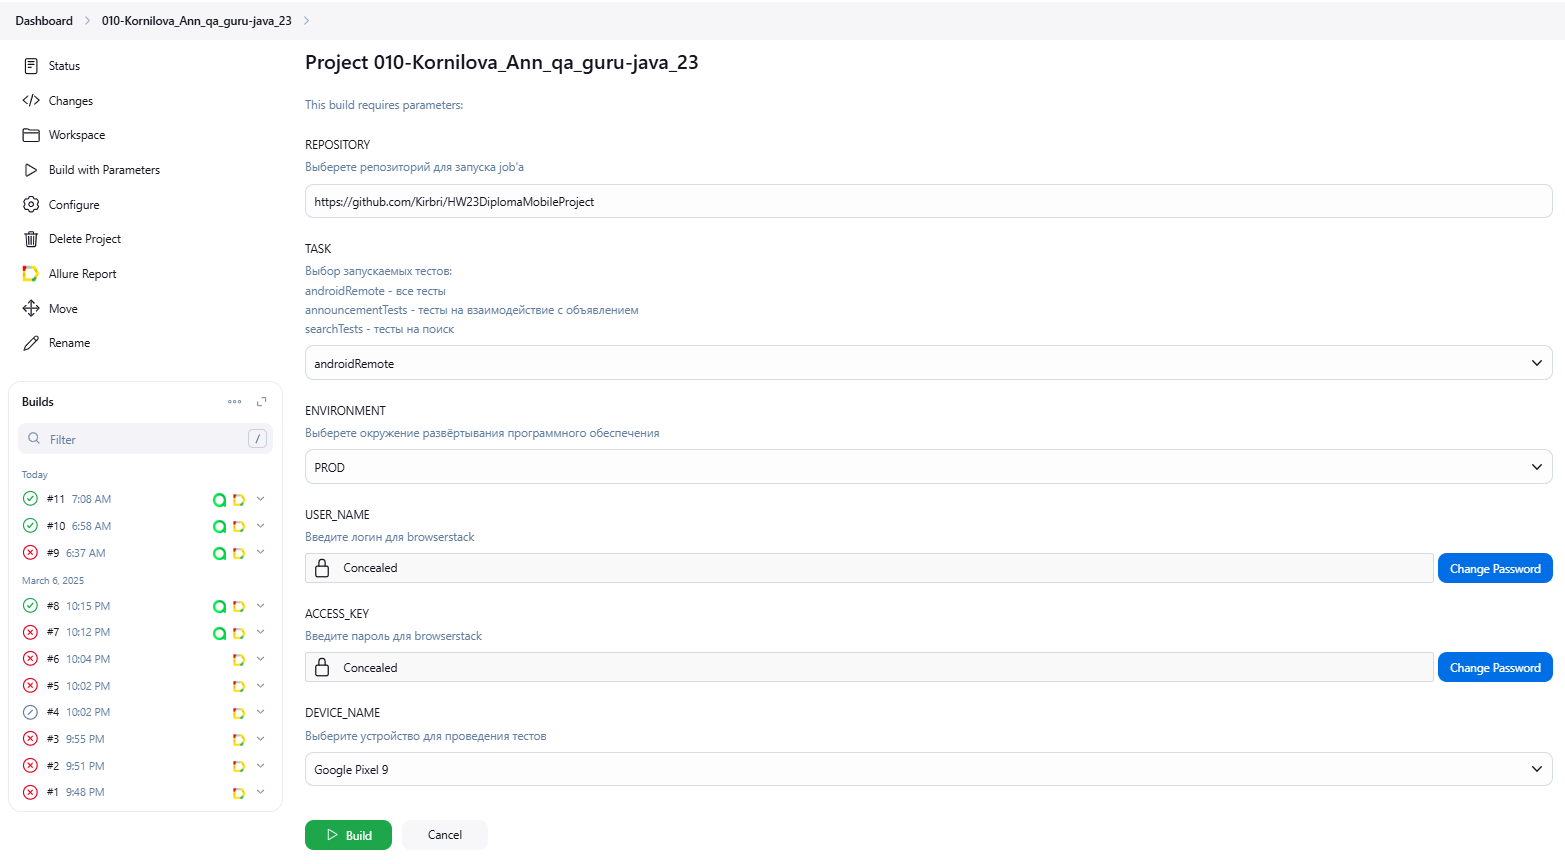 Dashboard
010-Kornilova_Ann_qa_guru-java_23
Status
Changes
Workspace
Build with Parameters
Configure
Delete Project
Allure Report
Move
Rename
Builds
Filter
/
Today
#11 7:08 AM
#10 6:58 AM
#9 6:37 AM
March 6, 2025
#8 10:15 PM
#7 10:12 PM
#6 10:04 PM
#5 10:02 PM
#4 10:02 PM
#3 9:55 PM
#2 9:51 PM
#1 9:48 PM
Project 010-Kornilova_Ann_qa_guru-java_23
This build requires parameters:
REPOSITORY
Выберете репозиторий для запуска job'а
https://github.com/Kirbri/HW23DiplomaMobileProject
TASK
Выбор запускаемых тестов:
androidRemote - все тесты
announcementTests - тесты на взаимодействие с объявлением
searchTests - тесты на поиск
androidRemote
ENVIRONMENT
Выберете окружение развёртывания программного обеспечения
PROD
USER_NAME
Введите логин для browserstack
Concealed
Change Password
ACCESS_KEY
Введите пароль для browserstack
Concealed
Change Password
DEVICE_NAME
Выберите устройство для проведения тестов
Google Pixel 9
Build
Cancel